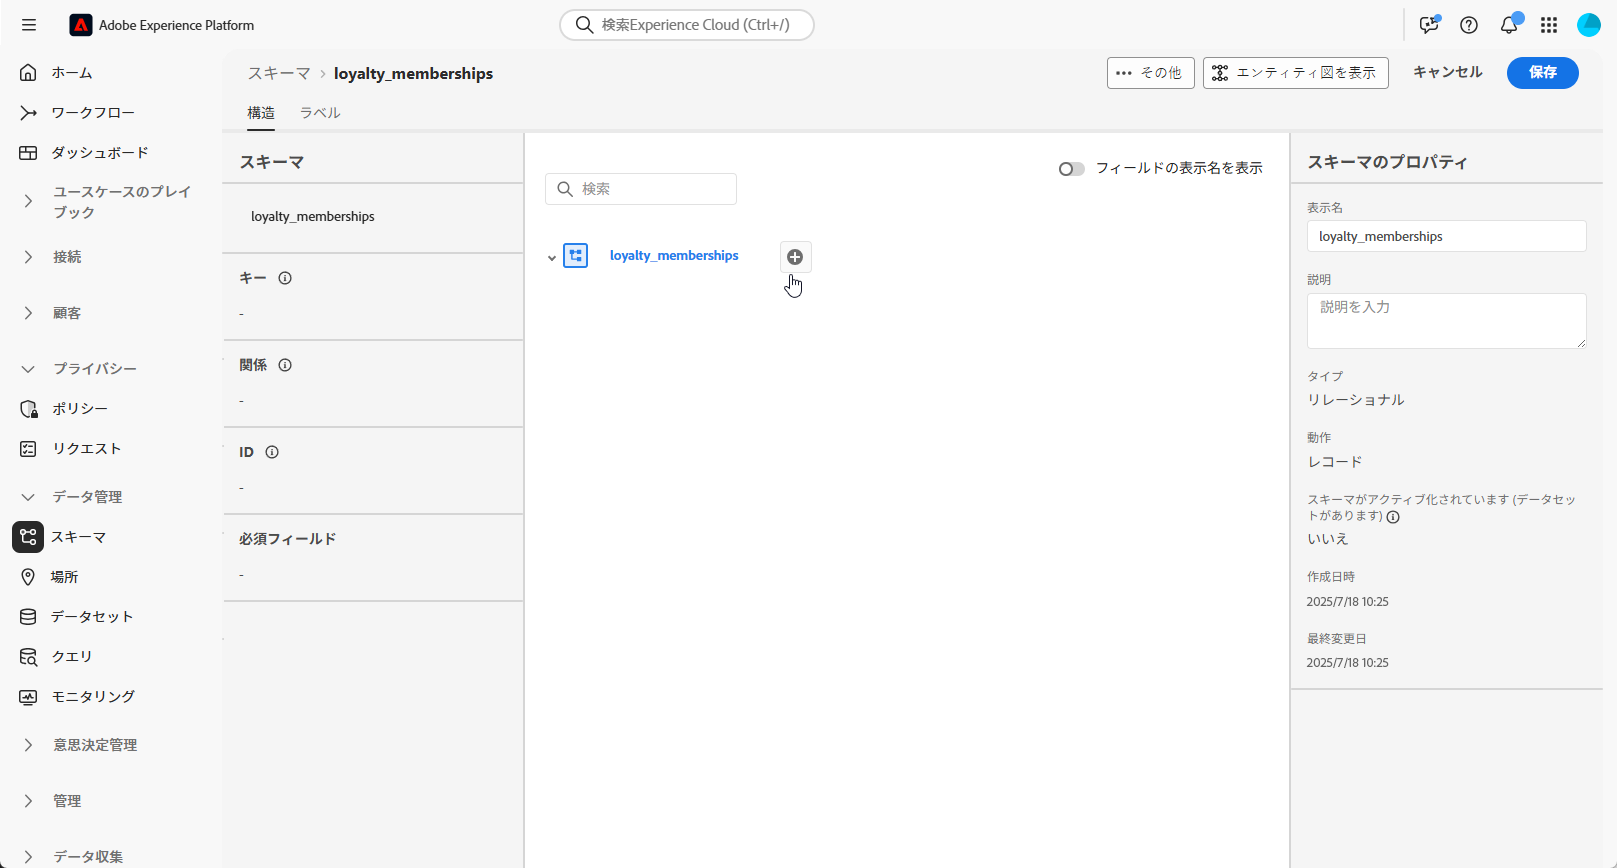 Adobe Experience Platform
検索Experience Cloud (Ctrl+/)
ホーム
ワークフロー
ダッシュボード
ユースケースのプレイ
ブック
接続
顧客
プライバシー
ポリシー
リクエスト
データ管理
スキーマ
場所
データセット
クエリ
モニタリング
意思決定管理
管理
データ収集
スキーマ › loyalty_memberships
••• その他
エンティティ図を表示
キャンセル
保存
構造
ラベル
スキーマ
loyalty_memberships
キー
-
関係
-
ID
-
必須フィールド
-
フィールドの表示名を表示
検索
loyalty_memberships
スキーマのプロパティ
表示名
loyalty_memberships
説明
説明を入力
タイプ
リレーショナル
動作
レコード
スキーマがアクティブ化されています (データセッ
トがあります)
いいえ
作成日時
2025/7/18 10:25
最終変更日
2025/7/18 10:25